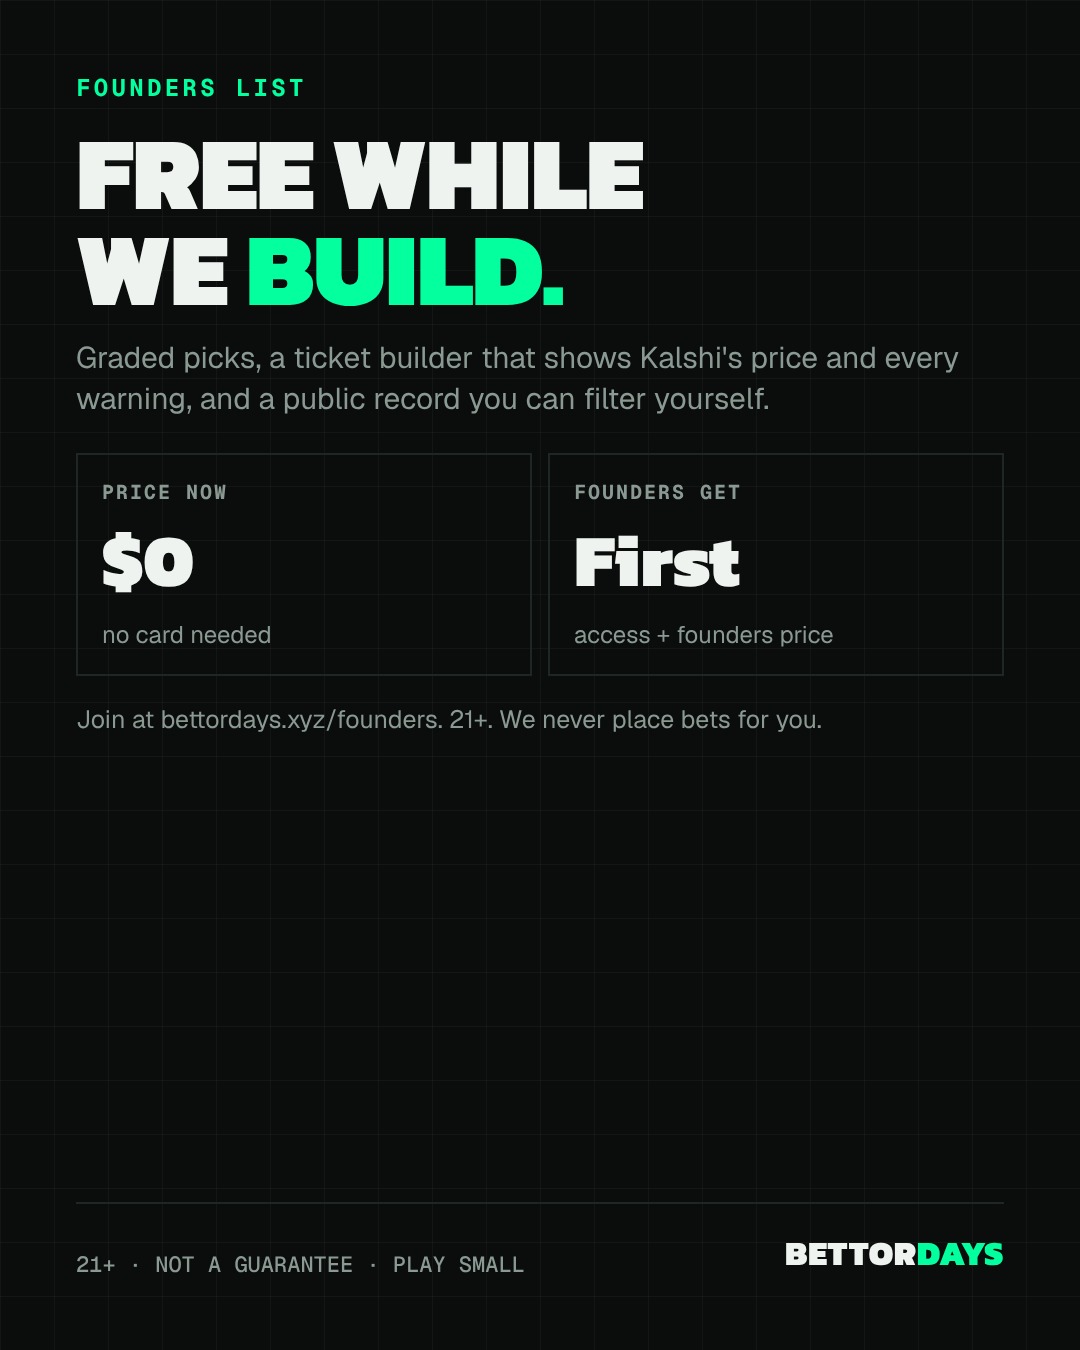 FOUNDERS LIST
FREE WHILE
WE BUILD.
Graded picks, a ticket builder that shows Kalshi's price and every
warning, and a public record you can filter yourself.
PRICE NOW
$0
no card needed
FOUNDERS GET
First
access + founders price
Join at bettordays.xyz/founders. 21+. We never place bets for you.
21+ · NOT A GUARANTEE · PLAY SMALL
BETTORDAYS